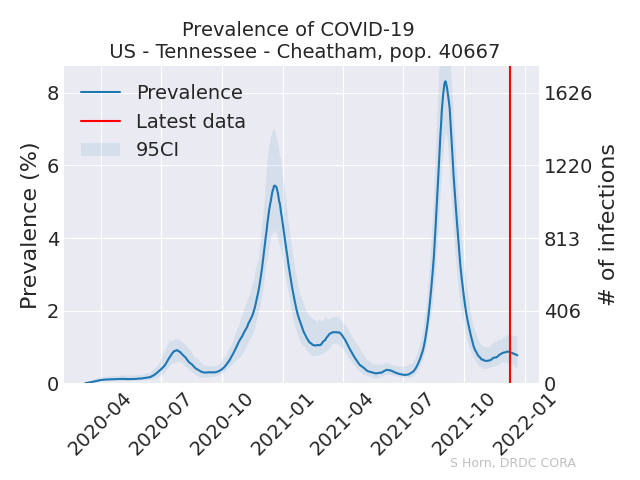 Prevalence of COVID-19
US - Tennessee - Cheatham, pop. 40667
Prevalence
Latest data
95CI
Prevalence (%)
8
6
4
2
0
1626
1220
813
406
0
# of infections
2020-04
2020-07
2020-10
2021-01
2021-04
2021-07
2021-10
2022-01
S Horn, DRDC CORA